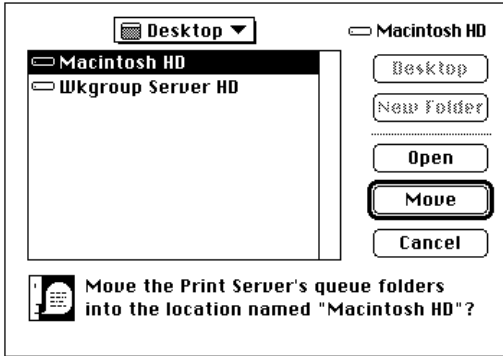 Desktop
Macintosh HD
Macintosh HD
Wkgroup Server HD
Desktop
New Folder
Open
Move
Cancel
Move the Print Server's queue folders
into the location named "Macintosh HD"?